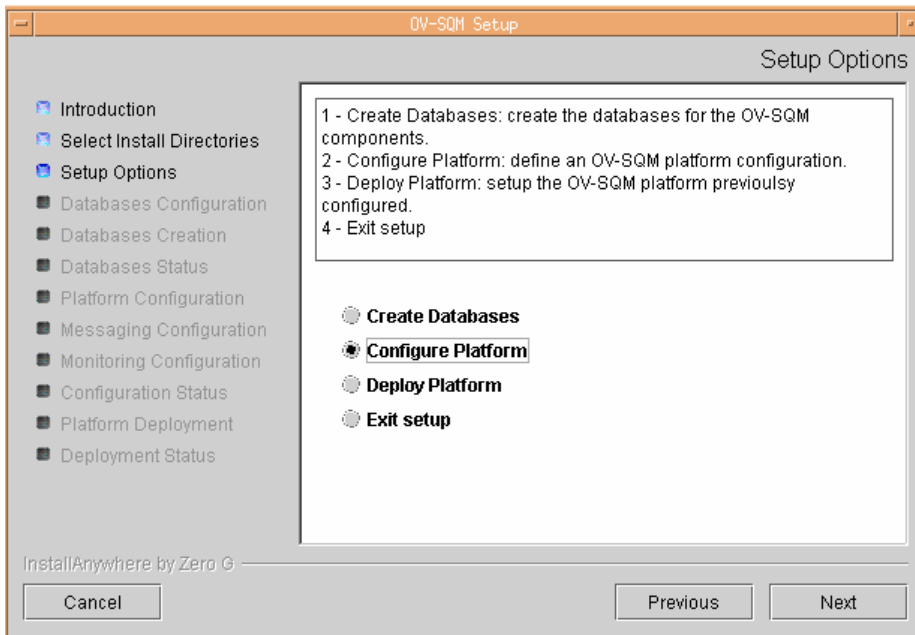 OV-SQM Setup
Setup Options
Introduction
Select Install Directories
Setup Options
Databases Configuration
Databases Creation
Databases Status
Platform Configuration
Messaging Configuration
Monitoring Configuration
Configuration Status
Platform Deployment
Deployment Status
1 - Create Databases: create the databases for the OV-SQM
components.
2 - Configure Platform: define an OV-SQM platform configuration.
3 - Deploy Platform: setup the OV-SQM platform previoulsy
configured.
4 - Exit setup
Create Databases
Configure Platform
Deploy Platform
Exit setup
InstallAnywhere by Zero G
Cancel
Previous
Next